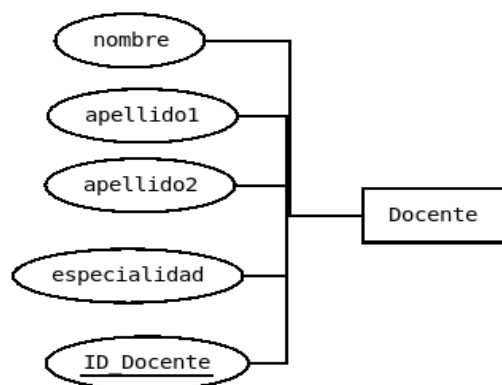 nombre
apellido1
apellido2
Docente
especialidad
ID_Docente